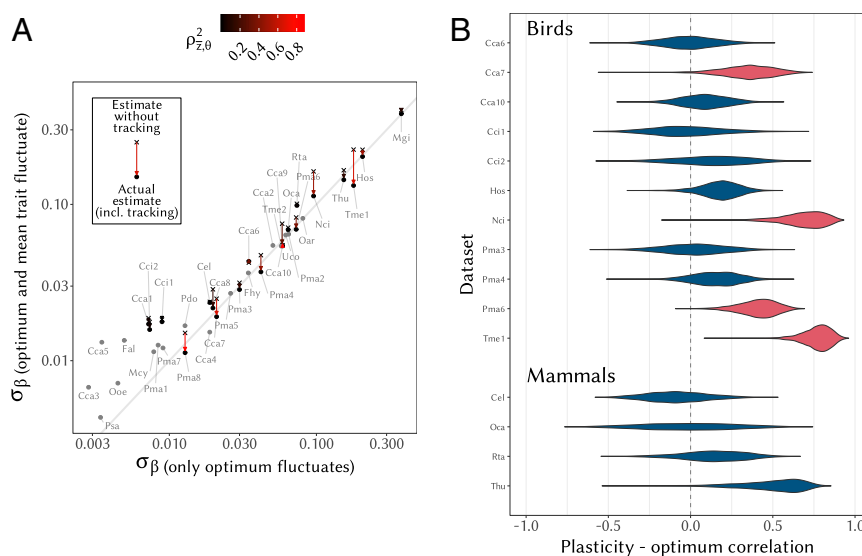 A
ρ²z̄,θ
0.2 0.4 0.6 0.8
σβ (optimum and mean trait fluctuate)
0.30
0.10
0.03
0.01
Estimate
without
tracking
Actual
estimate
(incl. tracking)
Mgi
Rta
Cca9
Pma6
Hos
Cca2
Oca
Thu
Tme1
Tme2
Nci
Cca6
Oar
Uco
Cci2
Cel
Cca10
Pma2
Cci1
Cca8
Cca1
Pdo
Fhy
Pma4
Pma3
Pma5
Cca5
Fal
Cca7
Pma7
Cca4
Mcy
Pma8
Pma1
Cca3
Ooe
Psa
0.003 0.010 0.030 0.100 0.300
σβ (only optimum fluctuates)
B
Dataset
Birds
Cca6
Cca7
Cca10
Cci1
Cci2
Hos
Nci
Pma3
Pma4
Pma6
Tme1
Mammals
Cel
Oca
Rta
Thu
-1.0 -0.5 0.0 0.5 1.0
Plasticity - optimum correlation